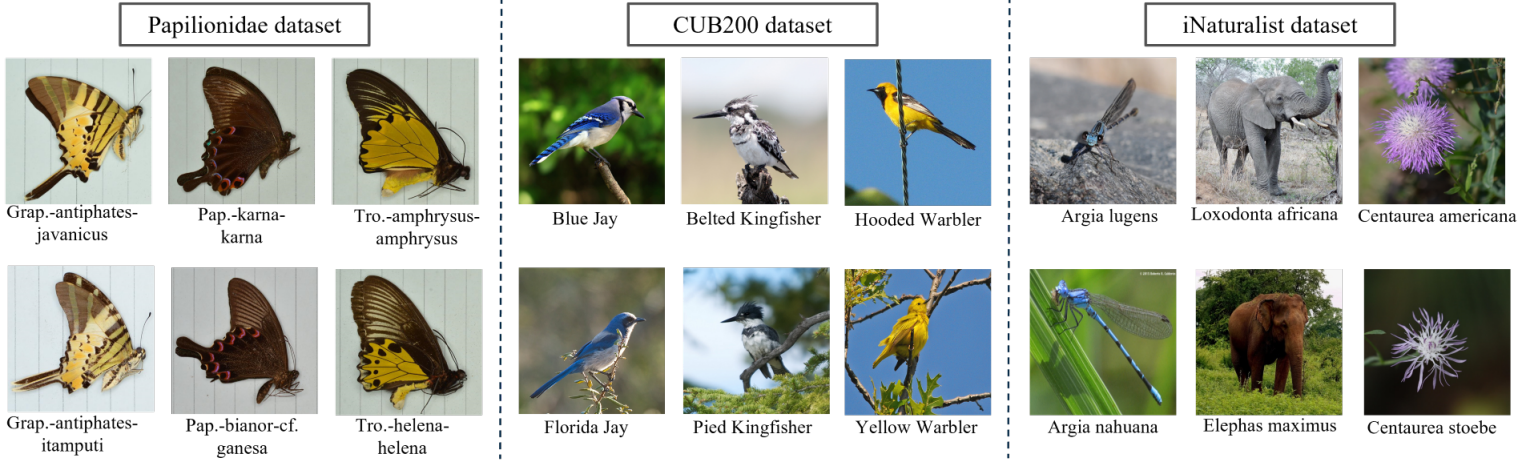 Papilionidae dataset
CUB200 dataset
iNaturalist dataset
Grap.-antiphates-
javanicus
Pap.-karna-
karna
Tro.-amphrysus-
amphrysus
Blue Jay
Belted Kingfisher
Hooded Warbler
Argia lugens
Loxodonta africana
Centaurea americana
Grap.-antiphates-
itamputi
Pap.-bianor-cf.
ganesa
Tro.-helena-
helena
Florida Jay
Pied Kingfisher
Yellow Warbler
Argia nahuana
Elephas maximus
Centaurea stoebe